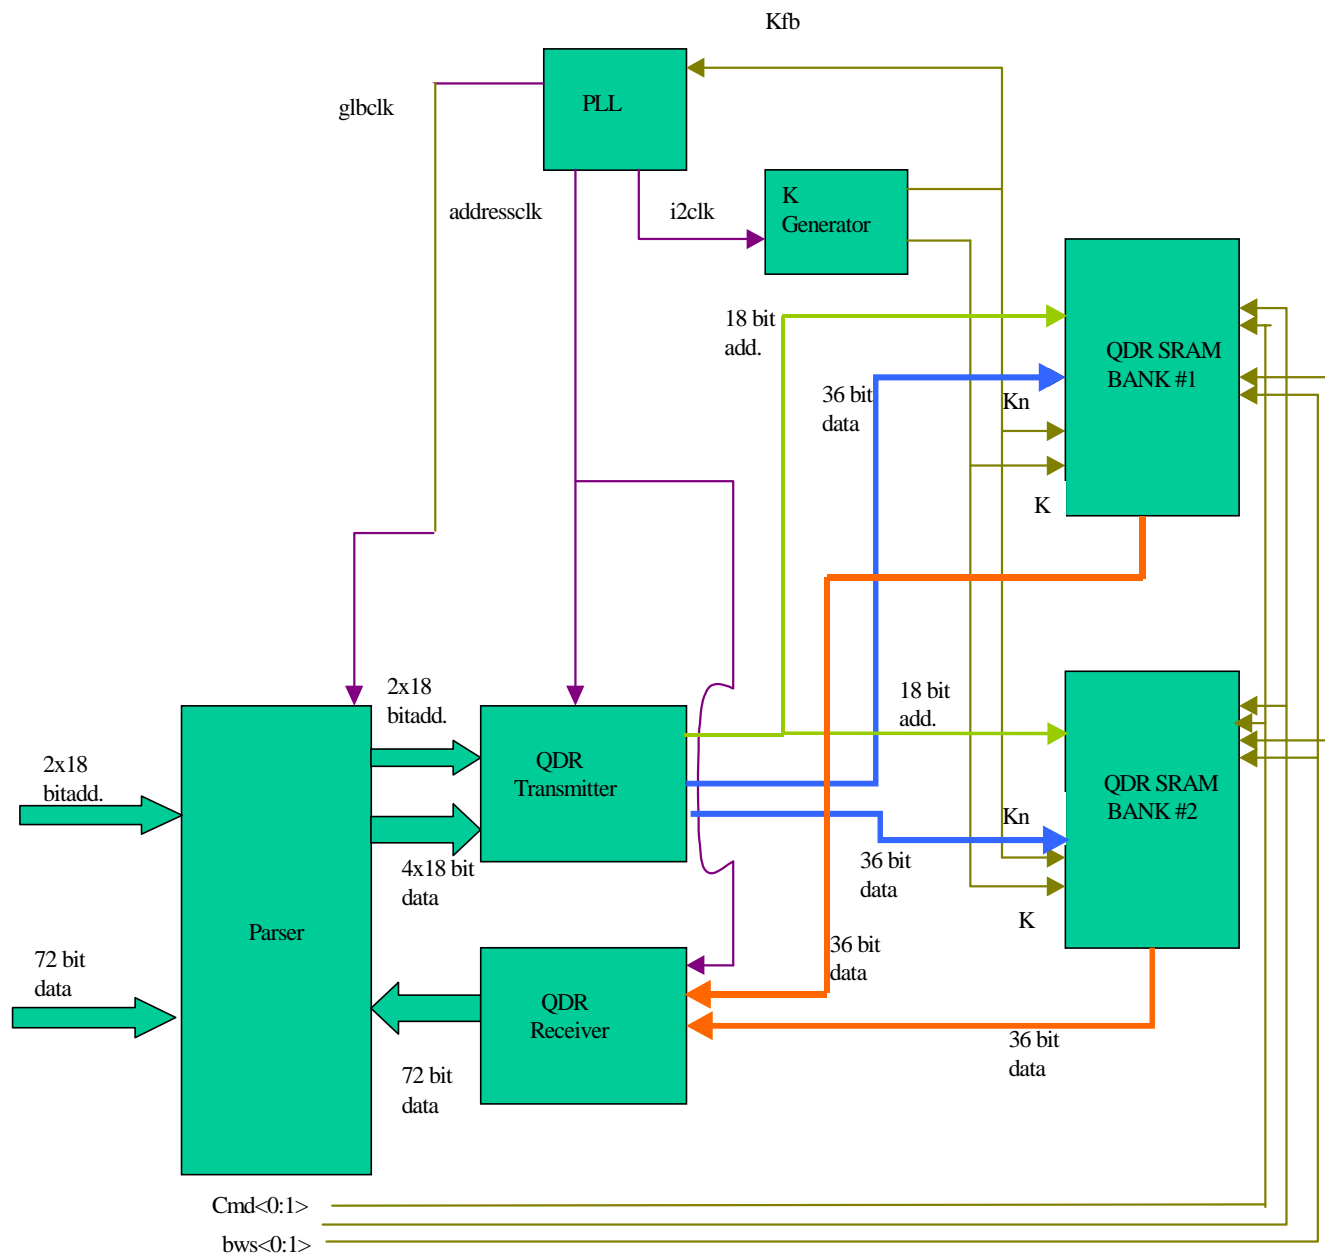 Kfb
PLL
glbclk
addressclk
i2clk
K
Generator
18 bit
add.
QDR SRAM
BANK #1
36 bit
data
Kn
K
2x18
bitadd.
18 bit
add.
2x18
bitadd.
QDR
Transmitter
QDR SRAM
BANK #2
Kn
4x18 bit
data
36 bit
data
K
Parser
36 bit
data
72 bit
data
QDR
Receiver
36 bit
data
72 bit
data
Cmd<0:1>
bws<0:1>